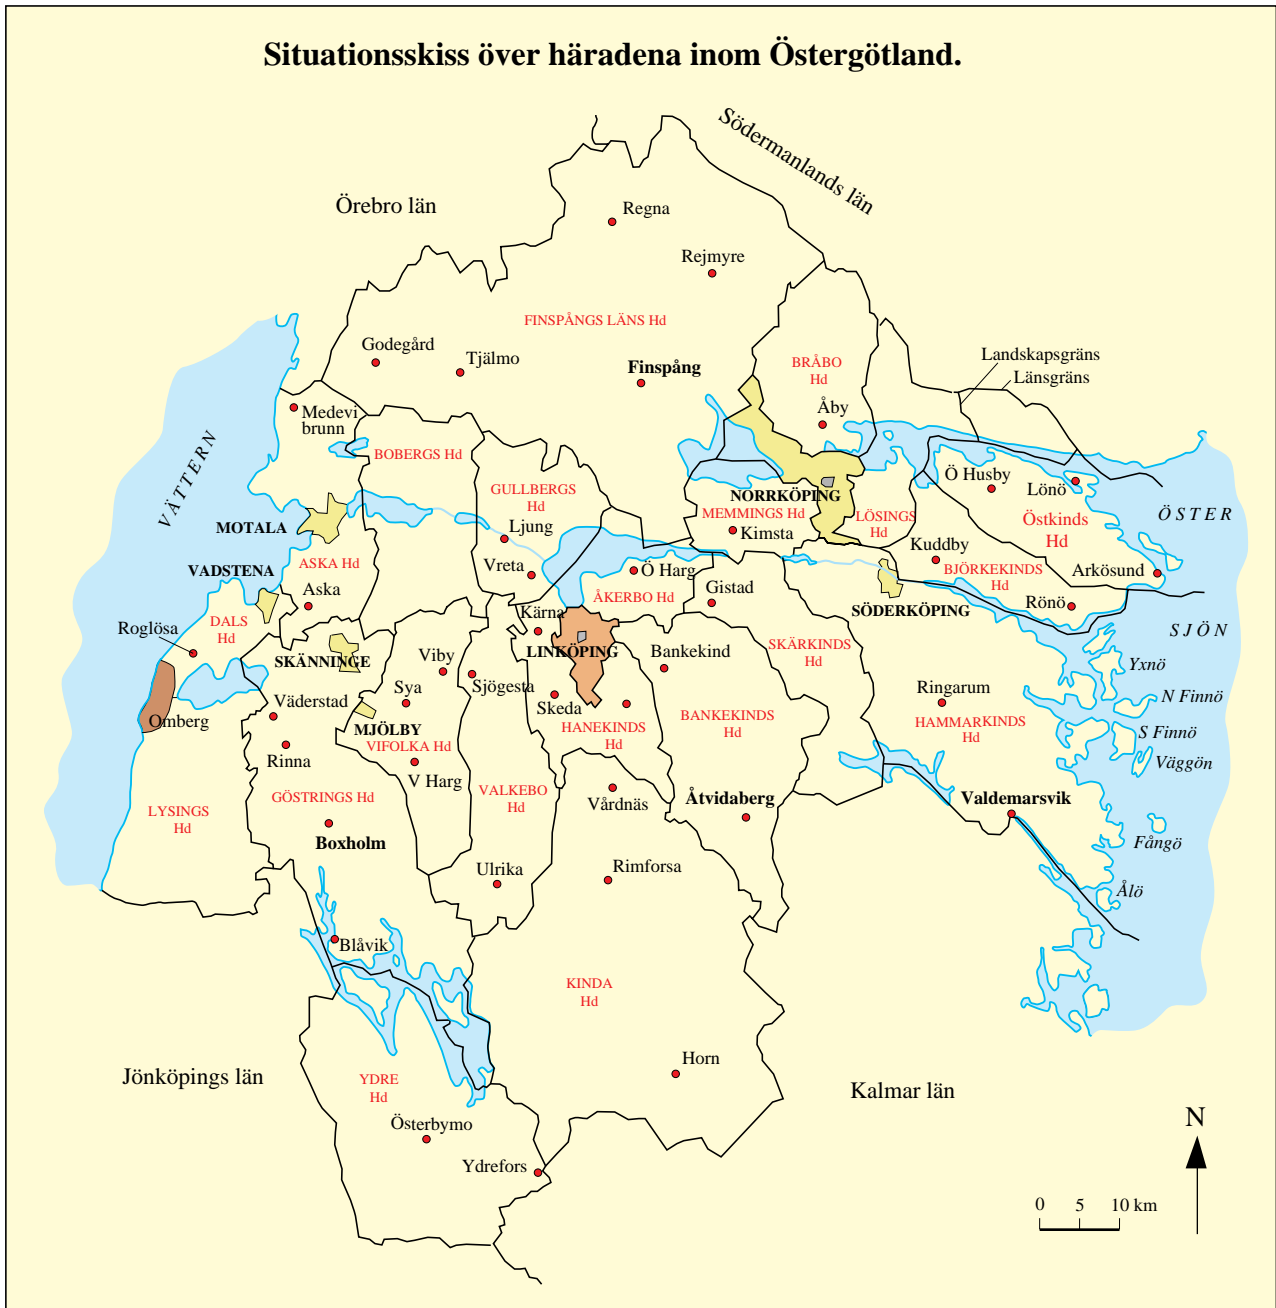 Situationsskiss över häradena inom Östergötland.
Södermanlands län
Örebro län
Regna
Rejmyre
FINSPÅNGS LÄNS Hd
Godegård
Tjälmo
Finspång
BRÅBO
Hd
Landskapsgräns
Länsgräns
Åby
Medevi
brunn
VÄTTERN
BOBERGS Hd
GULLBERGS
Hd
Ö Husby
Lönö
NORRKÖPING
MEMMINGS Hd
LÖSINGS
Hd
Östkinds
Hd
ÖSTER
MOTALA
Ljung
Kimsta
Kuddby
BJÖRKEKINDS
Hd
Arkösund
VADSTENA
ASKA Hd
Aska
Vreta
Ö Harg
ÅKERBO Hd
Gistad
SÖDERKÖPING
Rönö
Roglösa
DALS
Hd
Kärna
SJÖN
SKÄNNINGE
LINKÖPING
Bankekind
SKÄRKINDS
Hd
Viby
Sjögesta
Yxnö
Sya
Skeda
Ringarum
N Finnö
Omberg
Väderstad
MJÖLBY
HANEKINDS
Hd
BANKEKINDS
Hd
HAMMARKINDS
Hd
S Finnö
VIFOLKA Hd
Rinna
V Harg
Väggön
LYSINGS
Hd
GÖSTRINGS Hd
VALKEBO
Hd
Vårdnäs
Åtvidaberg
Valdemarsvik
Boxholm
Fångö
Ulrika
Rimforsa
Ålö
Blåvik
KINDA
Hd
Jönköpings län
YDRE
Hd
Horn
Kalmar län
Österbymo
Ydrefors
N
0 5 10 km